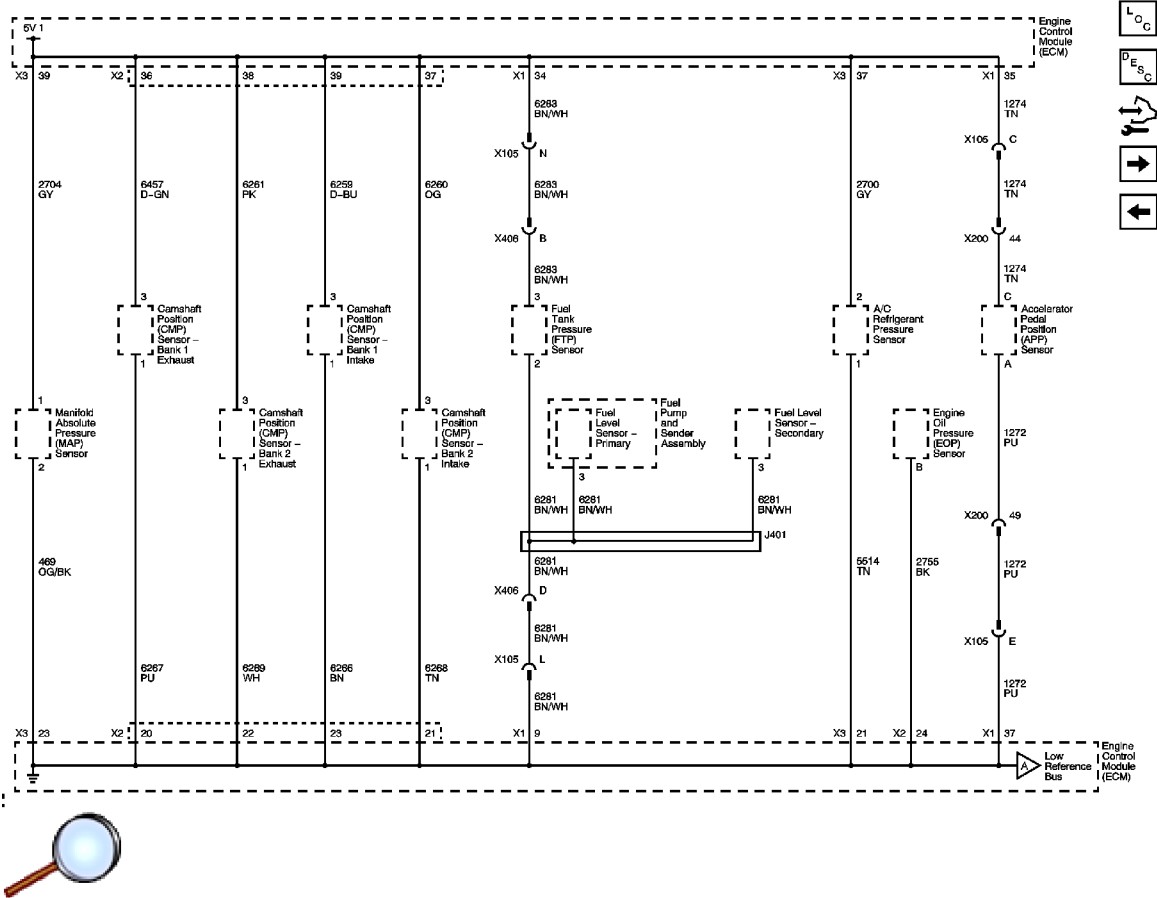 5V 1
Engine
Control
Module
(ECM)
L
O
C
D
E
S
C
X3 39
X2 36
38
39
37
X1 34
X3 37
X1 35
6283
BN/WH
1274
TN
X105 N
X105 C
2704
GY
6457
D-GN
6261
PK
6259
D-BU
6260
OG
6283
BN/WH
2700
GY
1274
TN
X406 B
X200 44
6283
BN/WH
1274
TN
3
3
3
2
C
Camshaft
Position
(CMP)
Sensor –
Bank 1
Exhaust
Camshaft
Position
(CMP)
Sensor –
Bank 1
Intake
Fuel
Tank
Pressure
(FTP)
Sensor
A/C
Refrigerant
Pressure
Sensor
Accelerator
Pedal
Position
(APP)
Sensor
1
1
2
1
A
1
3
3
Manifold
Absolute
Pressure
(MAP)
Sensor
Camshaft
Position
(CMP)
Sensor –
Bank 2
Exhaust
Camshaft
Position
(CMP)
Sensor –
Bank 2
Intake
Fuel
Level
Sensor –
Primary
Fuel
Pump
and
Sender
Assembly
Fuel Level
Sensor –
Secondary
Engine
Oil
Pressure
(EOP)
Sensor
1272
PU
2
1
1
3
3
B
6281
BN/WH
6281
BN/WH
6281
BN/WH
X200 49
J401
469
OG/BK
6281
BN/WH
5514
TN
2755
BK
1272
PU
X406 D
6281
BN/WH
X105 E
X105 L
6267
PU
6269
WH
6266
BN
6268
TN
6281
BN/WH
1272
PU
X3 23
X2 20
22
23
21
X1 9
X3 21
X2 24
X1 37
A
Low
Reference
Bus
Engine
Control
Module
(ECM)